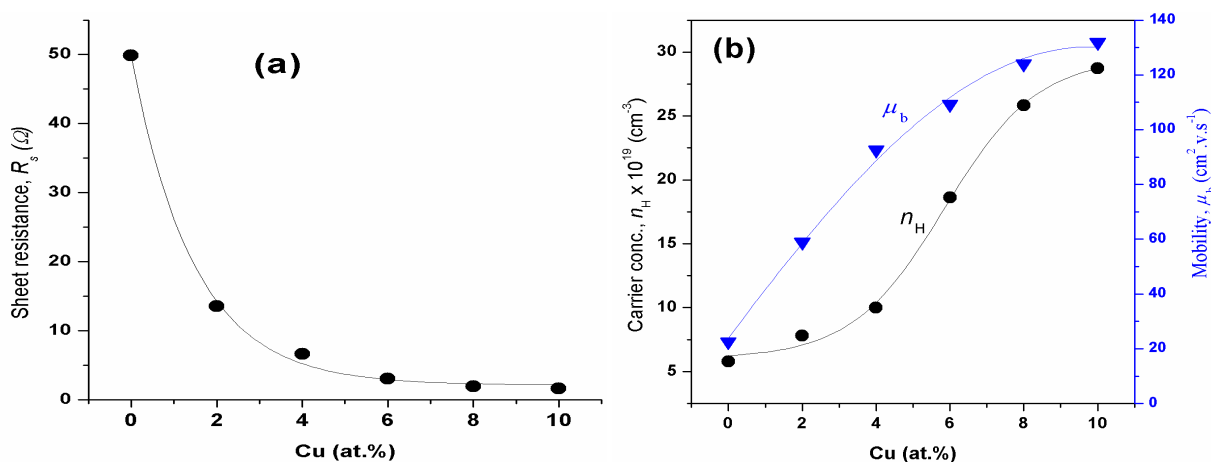 (a)
Sheet resistance, R_s (Ω)
50
40
30
20
10
0
0 2 4 6 8 10
Cu (at.%)
(b)
Carrier conc., n_H x 10^19 (cm^-3)
30
25
20
15
10
5
μ_b
n_H
140
120
100
80
60
40
20
0
Mobility, μ_b (cm^2.v.s^-1)
0 2 4 6 8 10
Cu (at.%)